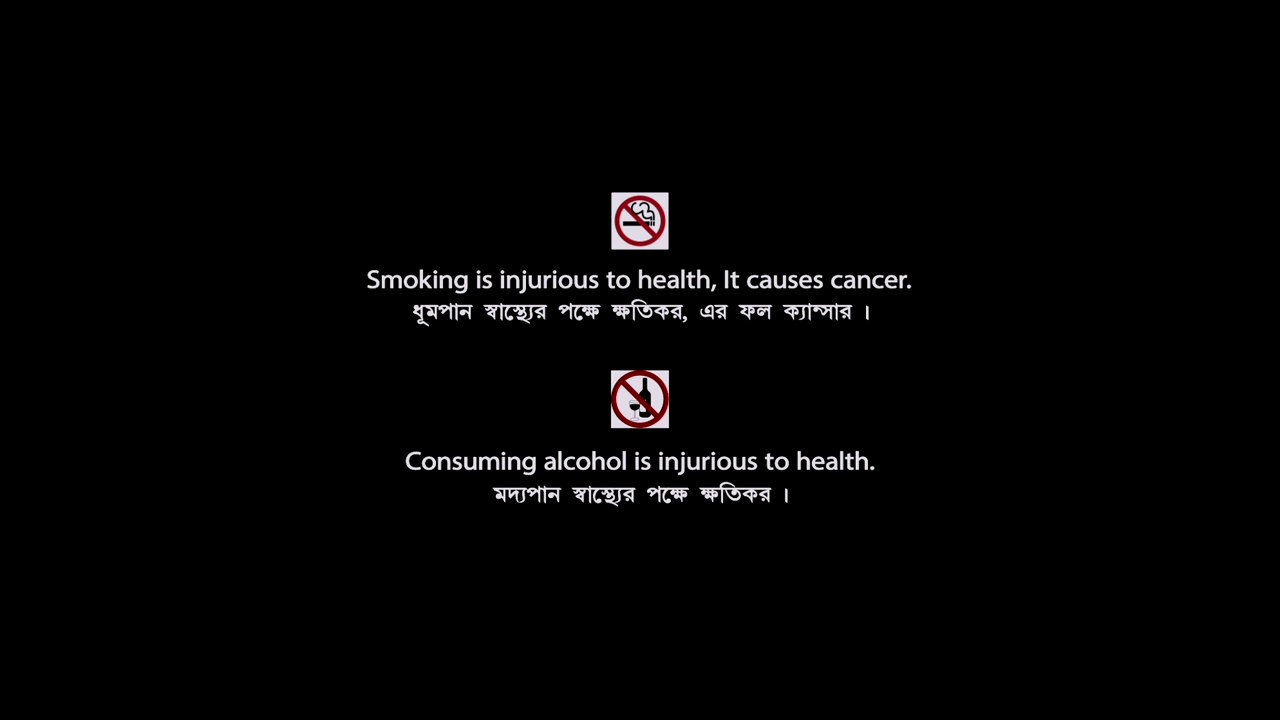 Smoking is injurious to health, It causes cancer.
ধূমপান স্বাস্থ্যের পক্ষে ক্ষতিকর, এর ফল ক্যান্সার ।
Consuming alcohol is injurious to health.
মদ্যপান স্বাস্থ্যের পক্ষে ক্ষতিকর ।